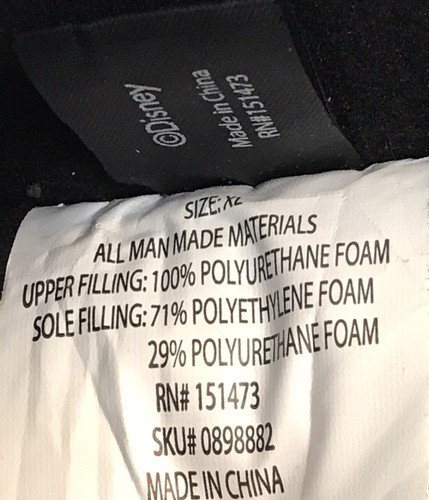 ©Disney
Made in China
RN#151473
SIZE: XL
ALL MAN MADE MATERIALS
UPPER FILLING: 100% POLYURETHANE FOAM
SOLE FILLING: 71% POLYETHYLENE FOAM
29% POLYURETHANE FOAM
RN# 151473
SKU# 0898882
MADE IN CHINA